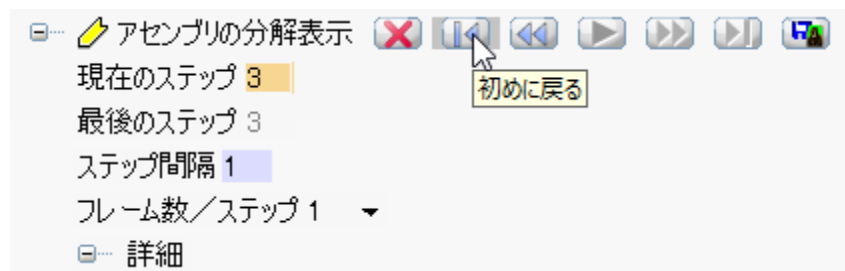 アセンブリの分解表示
現在のステップ 3
初めに戻る
最後のステップ 3
ステップ間隔 1
フレーム数／ステップ 1
詳細